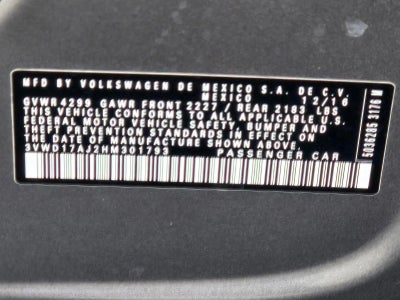 MFD BY VOLKSWAGEN DE MEXICO S.A. DE C.V.
MEXICO 12/16
GVWR 4299 GAWR FRONT 2227 / REAR 2183 LBS
THIS VEHICLE CONFORMS TO ALL APPLICABLE U.S.
FEDERAL MOTOR VEHICLE SAFETY, BUMPER AND
THEFT PREVENTION STANDARDS IN EFFECT ON
THE DATE OF MANUFACTURE SHOWN ABOVE.
PASSENGER CAR